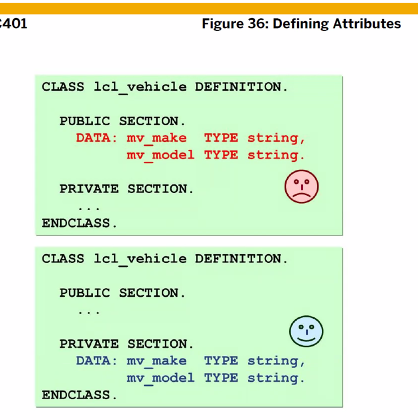 C401
Figure 36: Defining Attributes
CLASS lcl_vehicle DEFINITION.
PUBLIC SECTION.
DATA: mv_make TYPE string,
mv_model TYPE string.
PRIVATE SECTION.
...
ENDCLASS.
CLASS lcl_vehicle DEFINITION.
PUBLIC SECTION.
...
PRIVATE SECTION.
DATA: mv_make TYPE string,
mv_model TYPE string.
ENDCLASS.